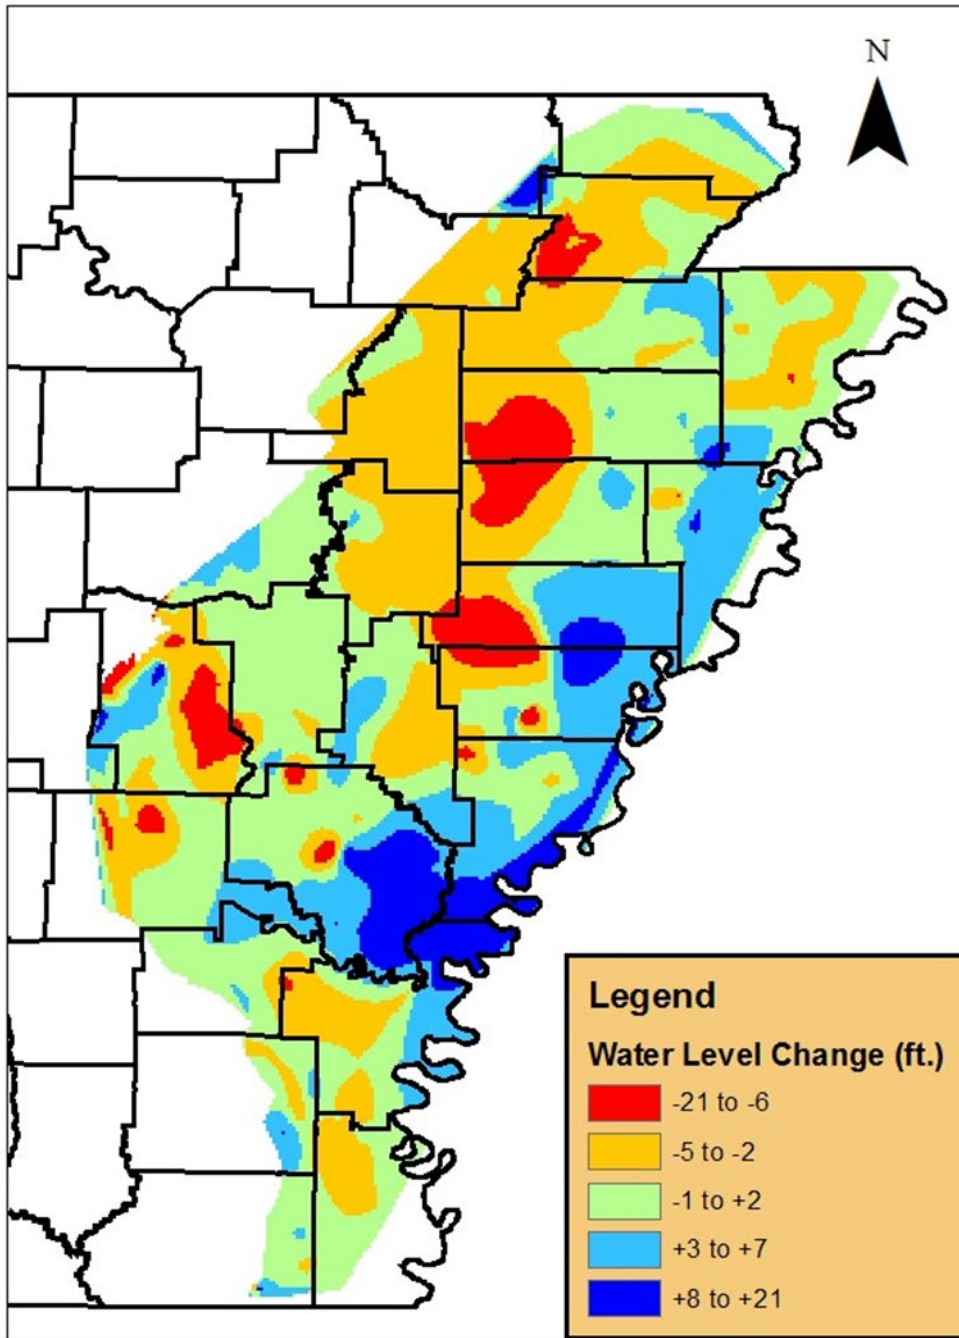 N
Legend
Water Level Change (ft.)
-21 to -6
-5 to -2
-1 to +2
+3 to +7
+8 to +21